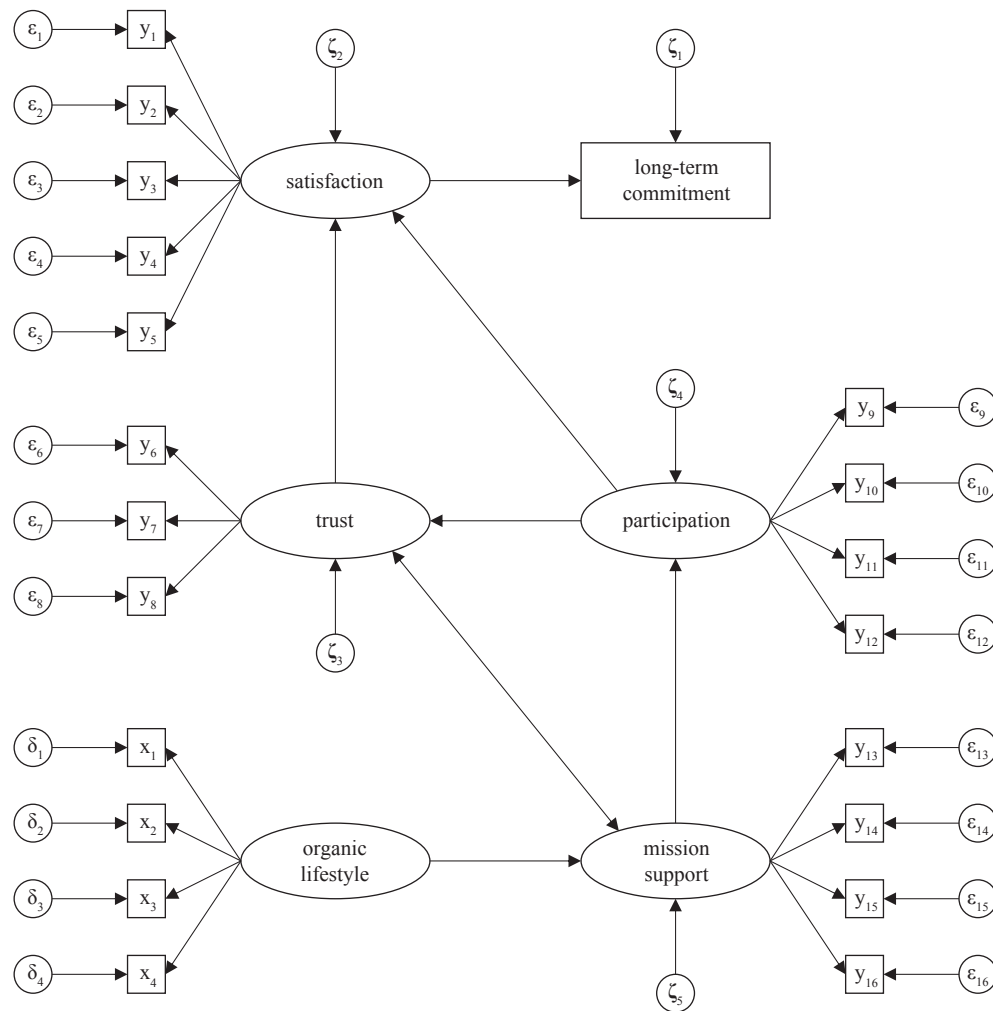 ε₁ y₁ ζ₂ ζ₁
ε₂ y₂
ε₃ y₃ satisfaction long-term
commitment
ε₄ y₄
ε₅ y₅
ζ₄ y₉ ε₉
ε₆ y₆
y₁₀ ε₁₀
ε₇ y₇ trust participation
y₁₁ ε₁₁
ε₈ y₈
y₁₂ ε₁₂
ζ₃
δ₁ x₁ y₁₃ ε₁₃
δ₂ x₂ y₁₄ ε₁₄
organic
lifestyle
mission
support
δ₃ x₃ y₁₅ ε₁₅
δ₄ x₄ y₁₆ ε₁₆
ζ₅